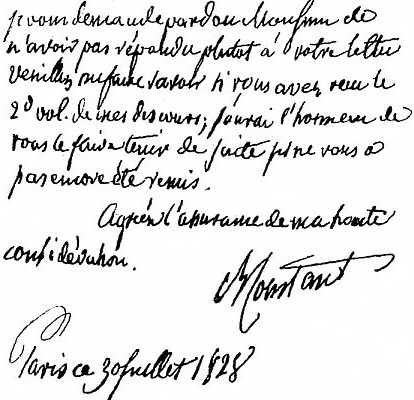 je vous demande pardon Monsieur de
n'avoir pas répondu plutot à votre lettre
veuillez me faire savoir si vous avez recu le
2d vol. de mes discours; j'aurai l'honneur de
vous le faire tenir de suite s'il ne vous a
pas encore été remis.
Agréez l'assurance de ma haute
considération.
Constant
Paris ce 30 Juillet 1828